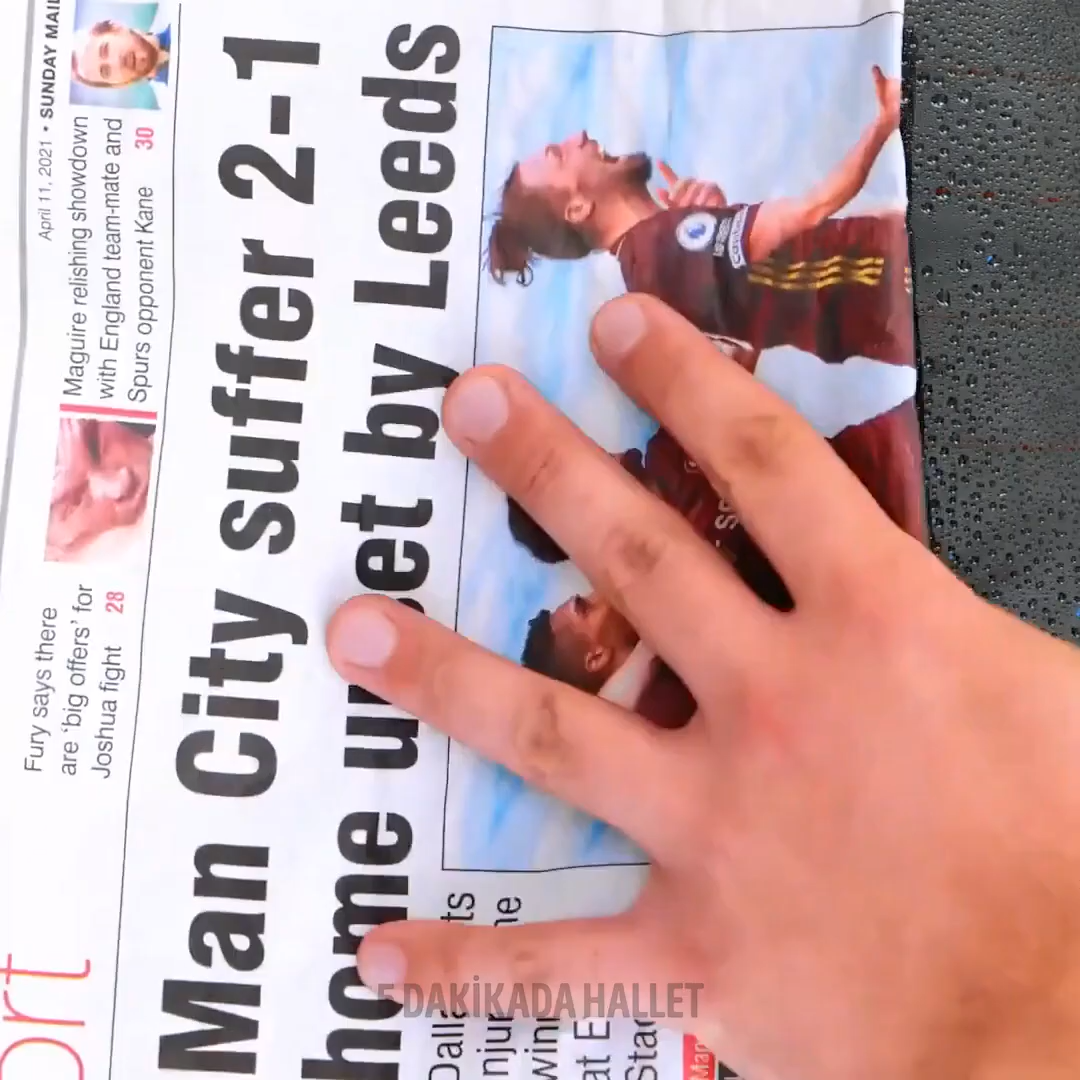 April 11, 2021 • SUNDAY MAIL
Fury says there
are 'big offers' for
Joshua fight 28
Maguire relishing showdown
with England team-mate and
Spurs opponent Kane 30
Man City suffer 2-1
home upset by Leeds
at
5 DAKİKADA HALLET